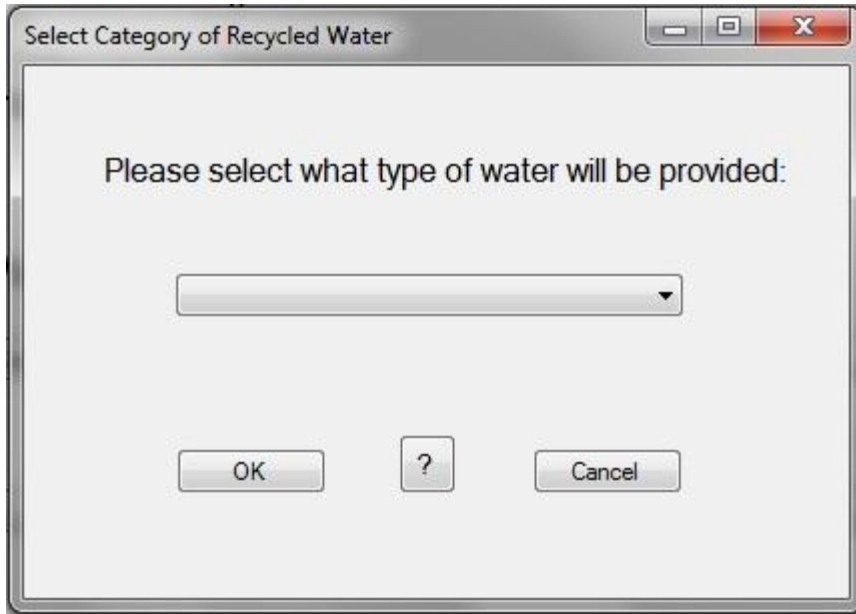 Select Category of Recycled Water
Please select what type of water will be provided:
OK
?
Cancel